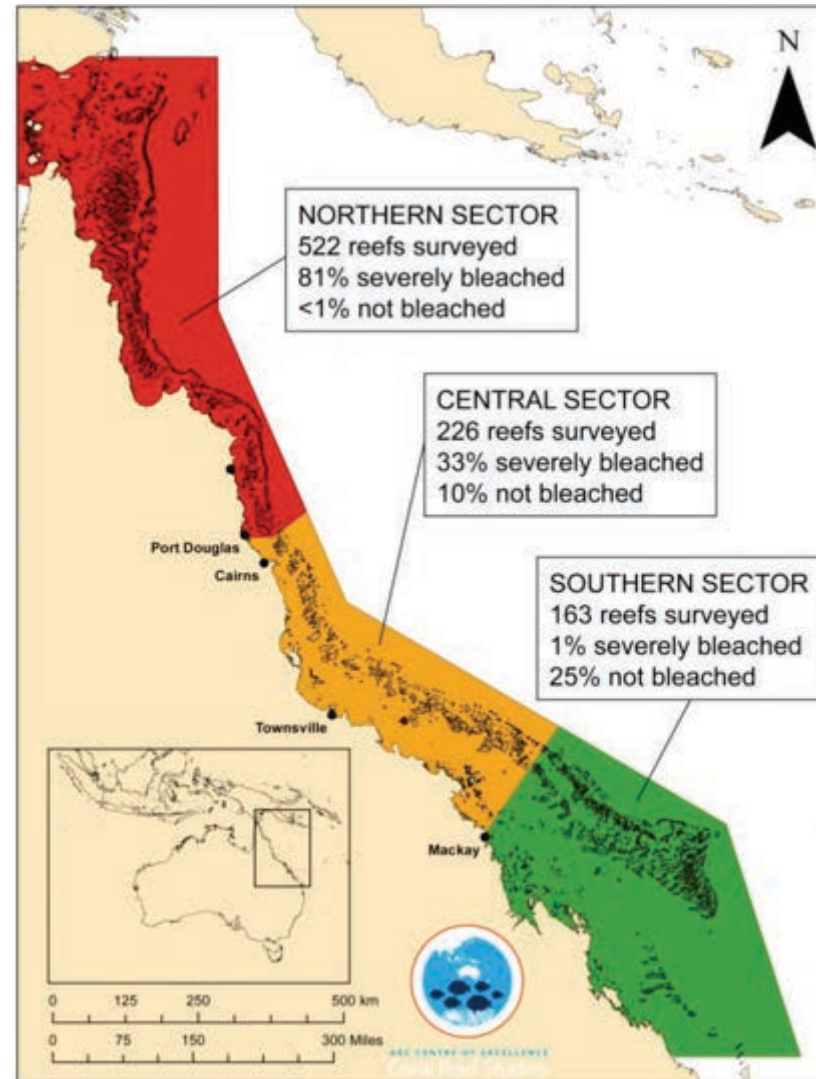 N
NORTHERN SECTOR
522 reefs surveyed
81% severely bleached
<1% not bleached
CENTRAL SECTOR
226 reefs surveyed
33% severely bleached
10% not bleached
SOUTHERN SECTOR
163 reefs surveyed
1% severely bleached
25% not bleached
Port Douglas
Cairns
Townsville
Mackay
0 125 250 500 km
0 75 150 300 Miles
ARC CENTRE OF EXCELLENCE
Coral Reef Studies